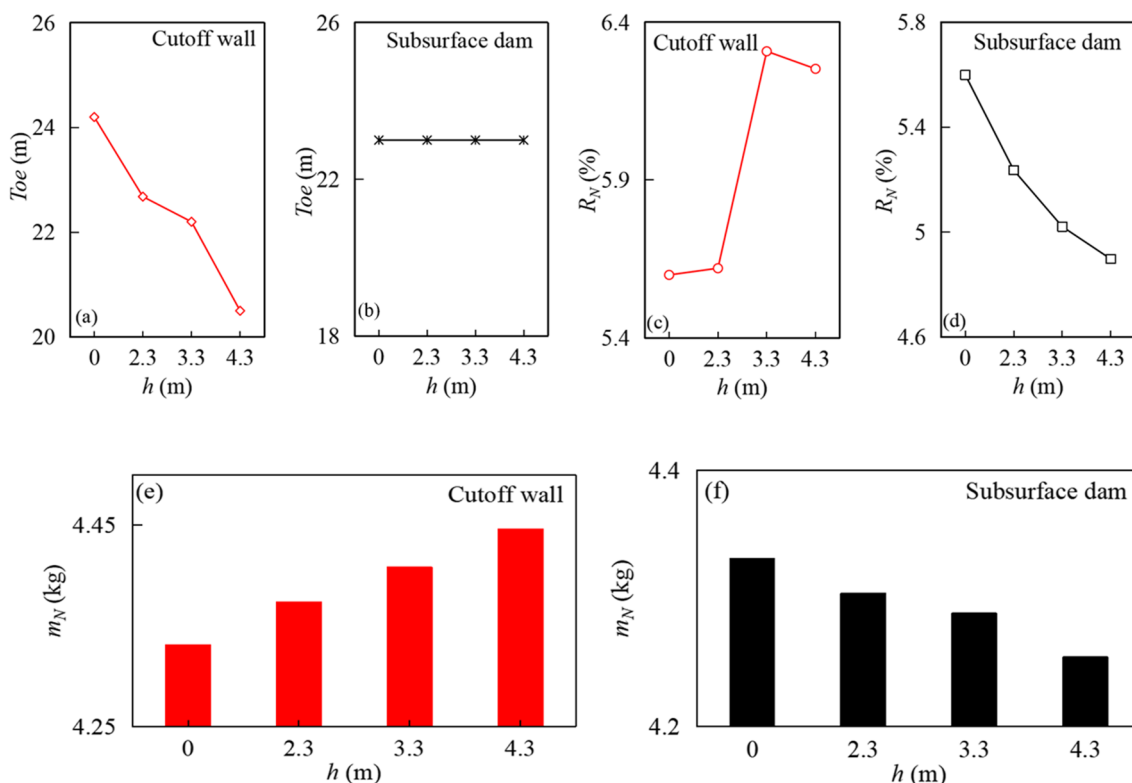 26
Cutoff wall
24
22
20
Toe (m)
(a)
0 2.3 3.3 4.3
h (m)
26
Subsurface dam
22
18
Toe (m)
(b)
0 2.3 3.3 4.3
h (m)
6.4
Cutoff wall
5.9
5.4
R_N (%)
(c)
0 2.3 3.3 4.3
h (m)
5.8
Subsurface dam
5.4
5
4.6
R_N (%)
(d)
0 2.3 3.3 4.3
h (m)
(e)
Cutoff wall
4.45
4.25
m_N (kg)
0 2.3 3.3 4.3
h (m)
4.4
(f)
Subsurface dam
4.2
m_N (kg)
0 2.3 3.3 4.3
h (m)